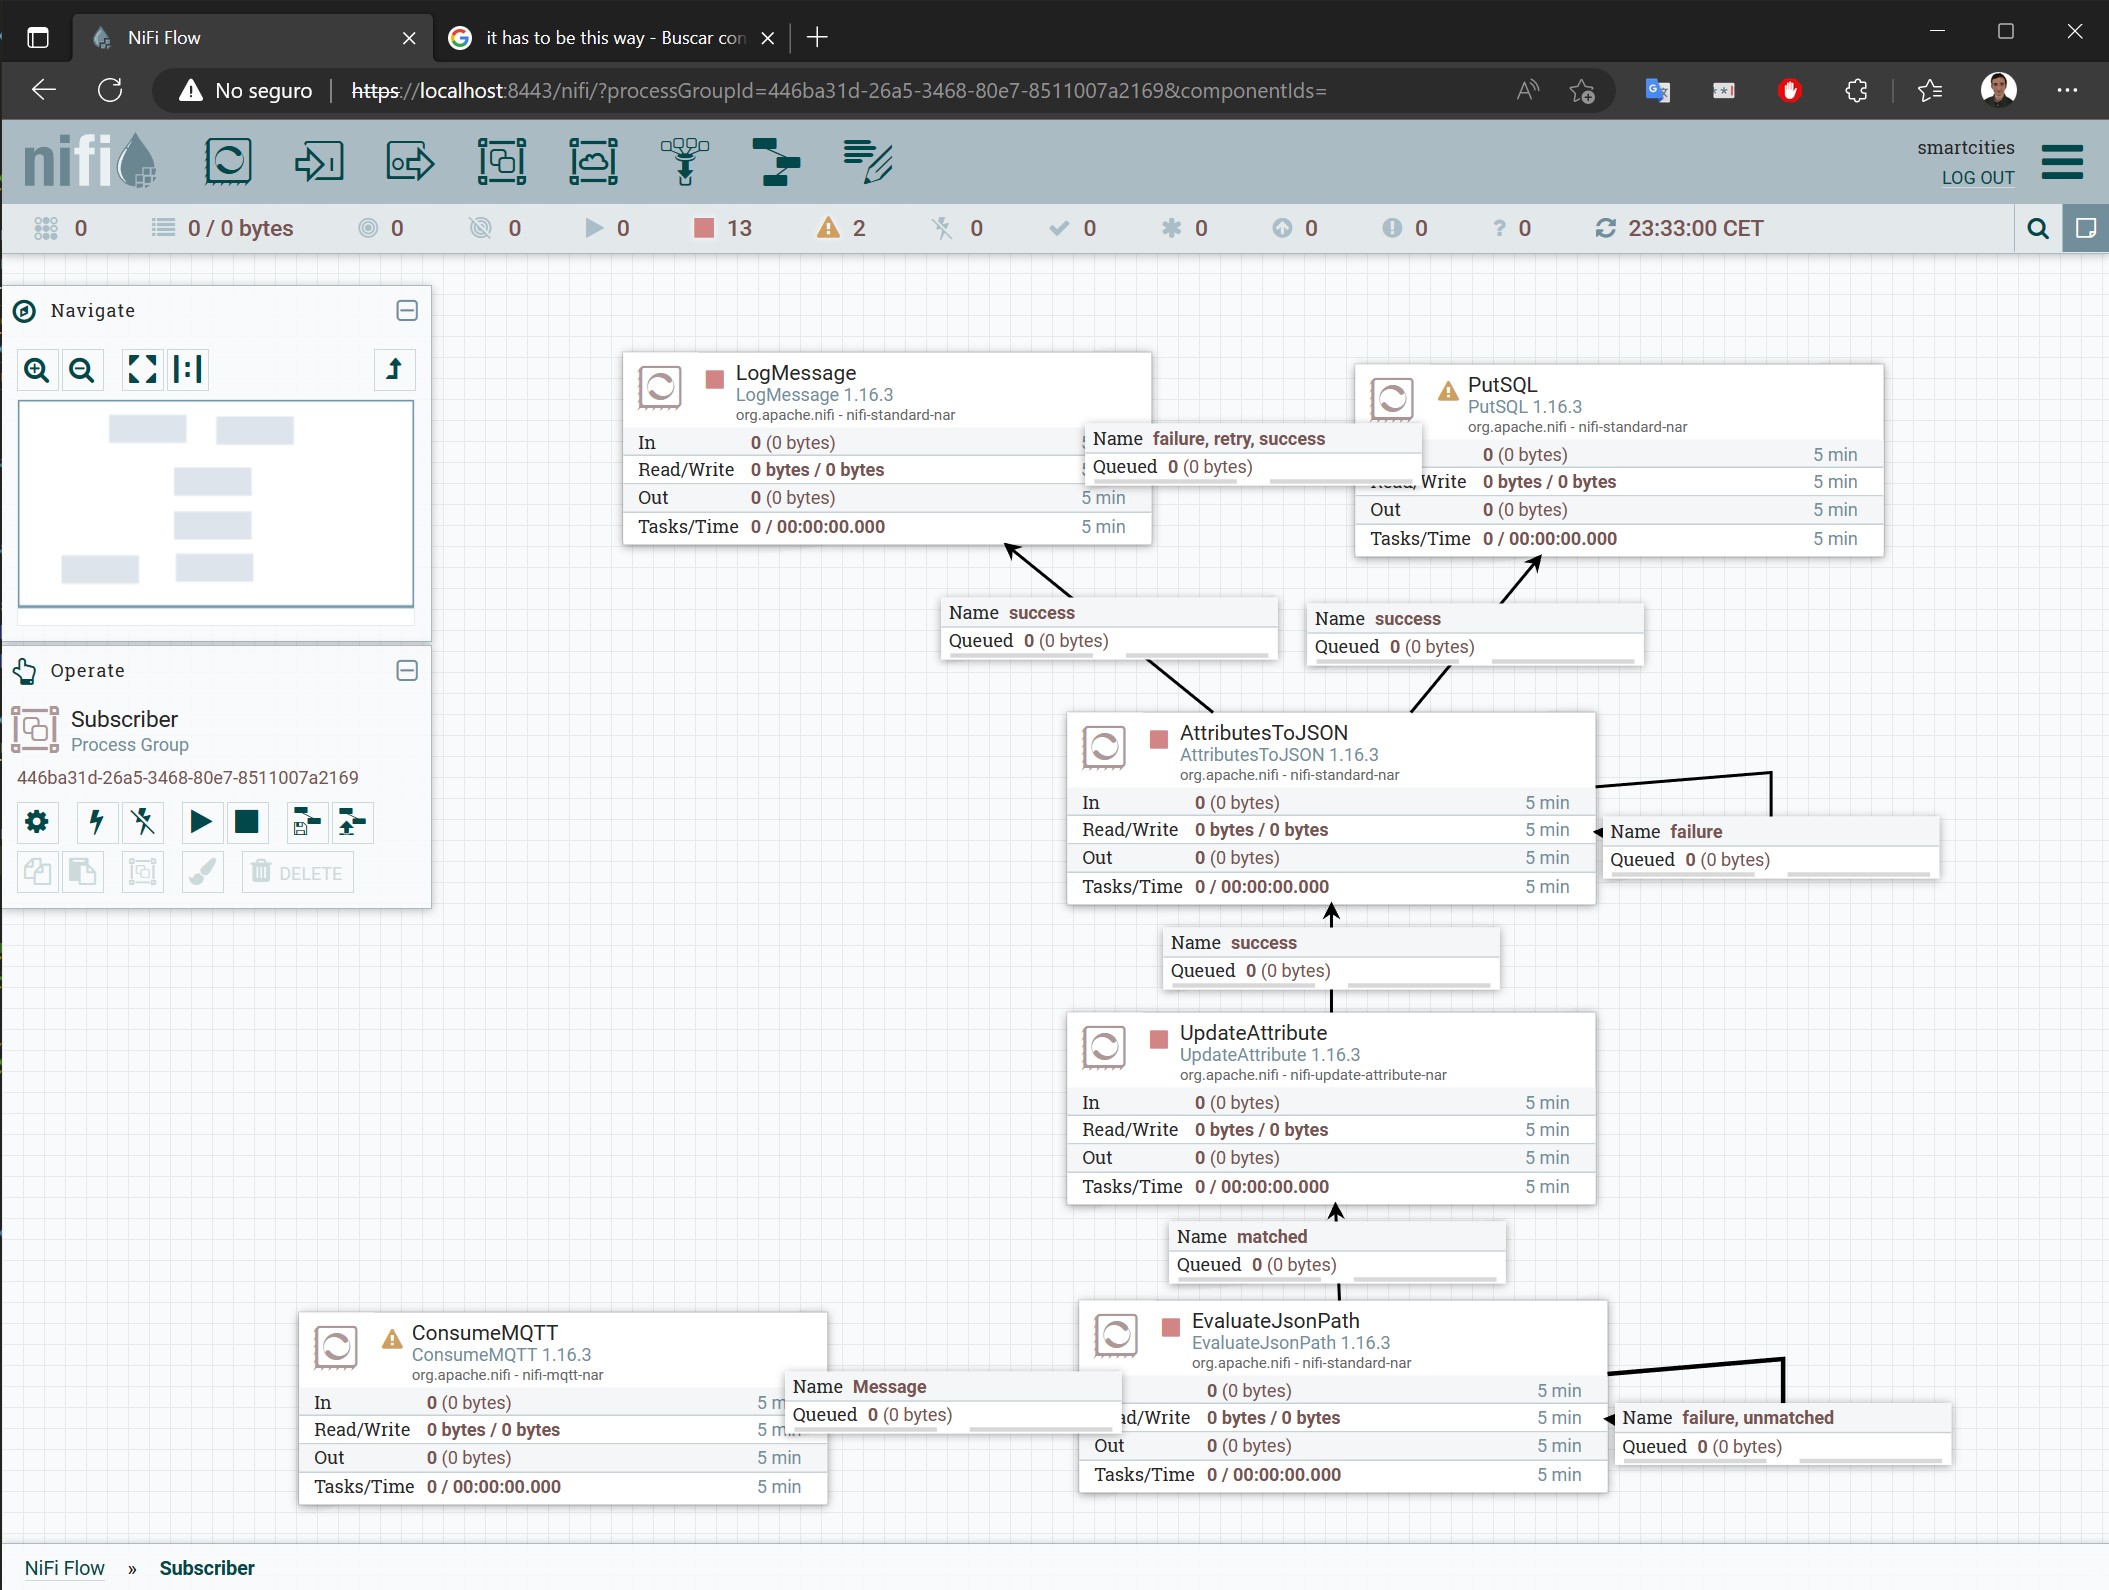 NiFi Flow
it has to be this way - Buscar con
No seguro
https://localhost:8443/nifi/?processGroupId=446ba31d-26a5-3468-80e7-8511007a2169&componentIds=
nifi
smartcities
LOG OUT
0
0 / 0 bytes
0
0
0
13
2
0
0
0
0
0
? 0
23:33:00 CET
Navigate
Operate
Subscriber
Process Group
446ba31d-26a5-3468-80e7-8511007a2169
DELETE
LogMessage
LogMessage 1.16.3
org.apache.nifi - nifi-standard-nar
In 0 (0 bytes)
Read/Write 0 bytes / 0 bytes
Out 0 (0 bytes) 5 min
Tasks/Time 0 / 00:00:00.000 5 min
Name failure, retry, success
Queued 0 (0 bytes)
PutSQL
PutSQL 1.16.3
org.apache.nifi - nifi-standard-nar
0 (0 bytes) 5 min
Write 0 bytes / 0 bytes 5 min
Out 0 (0 bytes) 5 min
Tasks/Time 0 / 00:00:00.000 5 min
Name success
Queued 0 (0 bytes)
Name success
Queued 0 (0 bytes)
AttributesToJSON
AttributesToJSON 1.16.3
org.apache.nifi - nifi-standard-nar
In 0 (0 bytes) 5 min
Read/Write 0 bytes / 0 bytes 5 min
Out 0 (0 bytes) 5 min
Tasks/Time 0 / 00:00:00.000 5 min
Name failure
Queued 0 (0 bytes)
Name success
Queued 0 (0 bytes)
UpdateAttribute
UpdateAttribute 1.16.3
org.apache.nifi - nifi-update-attribute-nar
In 0 (0 bytes) 5 min
Read/Write 0 bytes / 0 bytes 5 min
Out 0 (0 bytes) 5 min
Tasks/Time 0 / 00:00:00.000 5 min
Name matched
Queued 0 (0 bytes)
ConsumeMQTT
ConsumeMQTT 1.16.3
org.apache.nifi - nifi-mqtt-nar
In 0 (0 bytes) 5 m
Read/Write 0 bytes / 0 bytes 5 m
Out 0 (0 bytes) 5 min
Tasks/Time 0 / 00:00:00.000 5 min
Name Message
Queued 0 (0 bytes)
EvaluateJsonPath
EvaluateJsonPath 1.16.3
org.apache.nifi - nifi-standard-nar
0 (0 bytes) 5 min
ad/Write 0 bytes / 0 bytes 5 min
Out 0 (0 bytes) 5 min
Tasks/Time 0 / 00:00:00.000 5 min
Name failure, unmatched
Queued 0 (0 bytes)
NiFi Flow » Subscriber